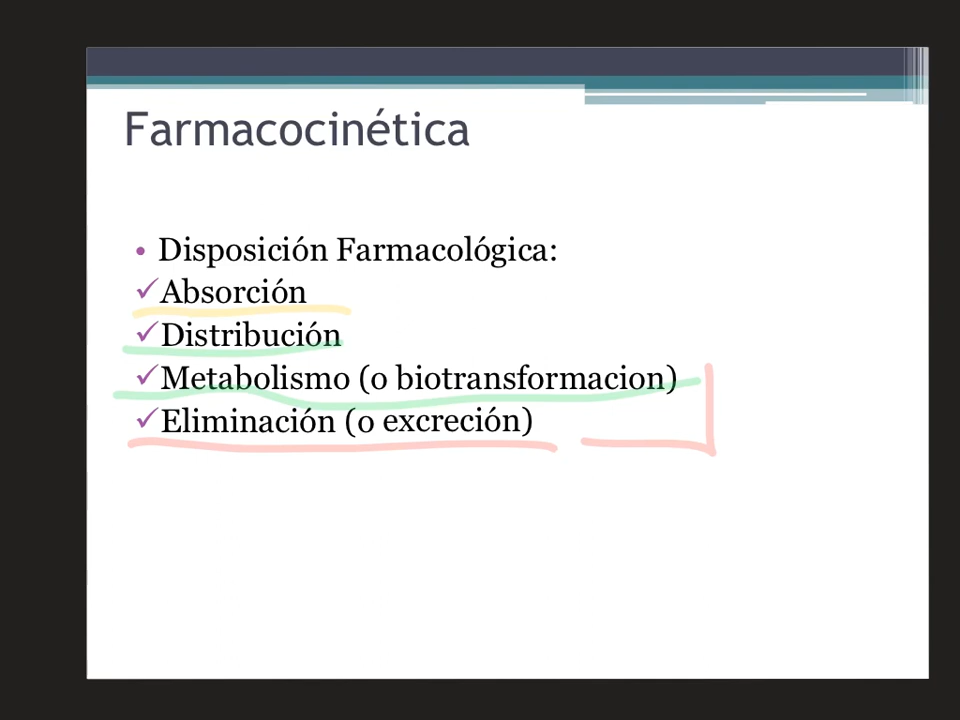 Farmacocinética
• Disposición Farmacológica:
✓Absorción
✓Distribución
✓Metabolismo (o biotransformacion)
✓Eliminación (o excreción)